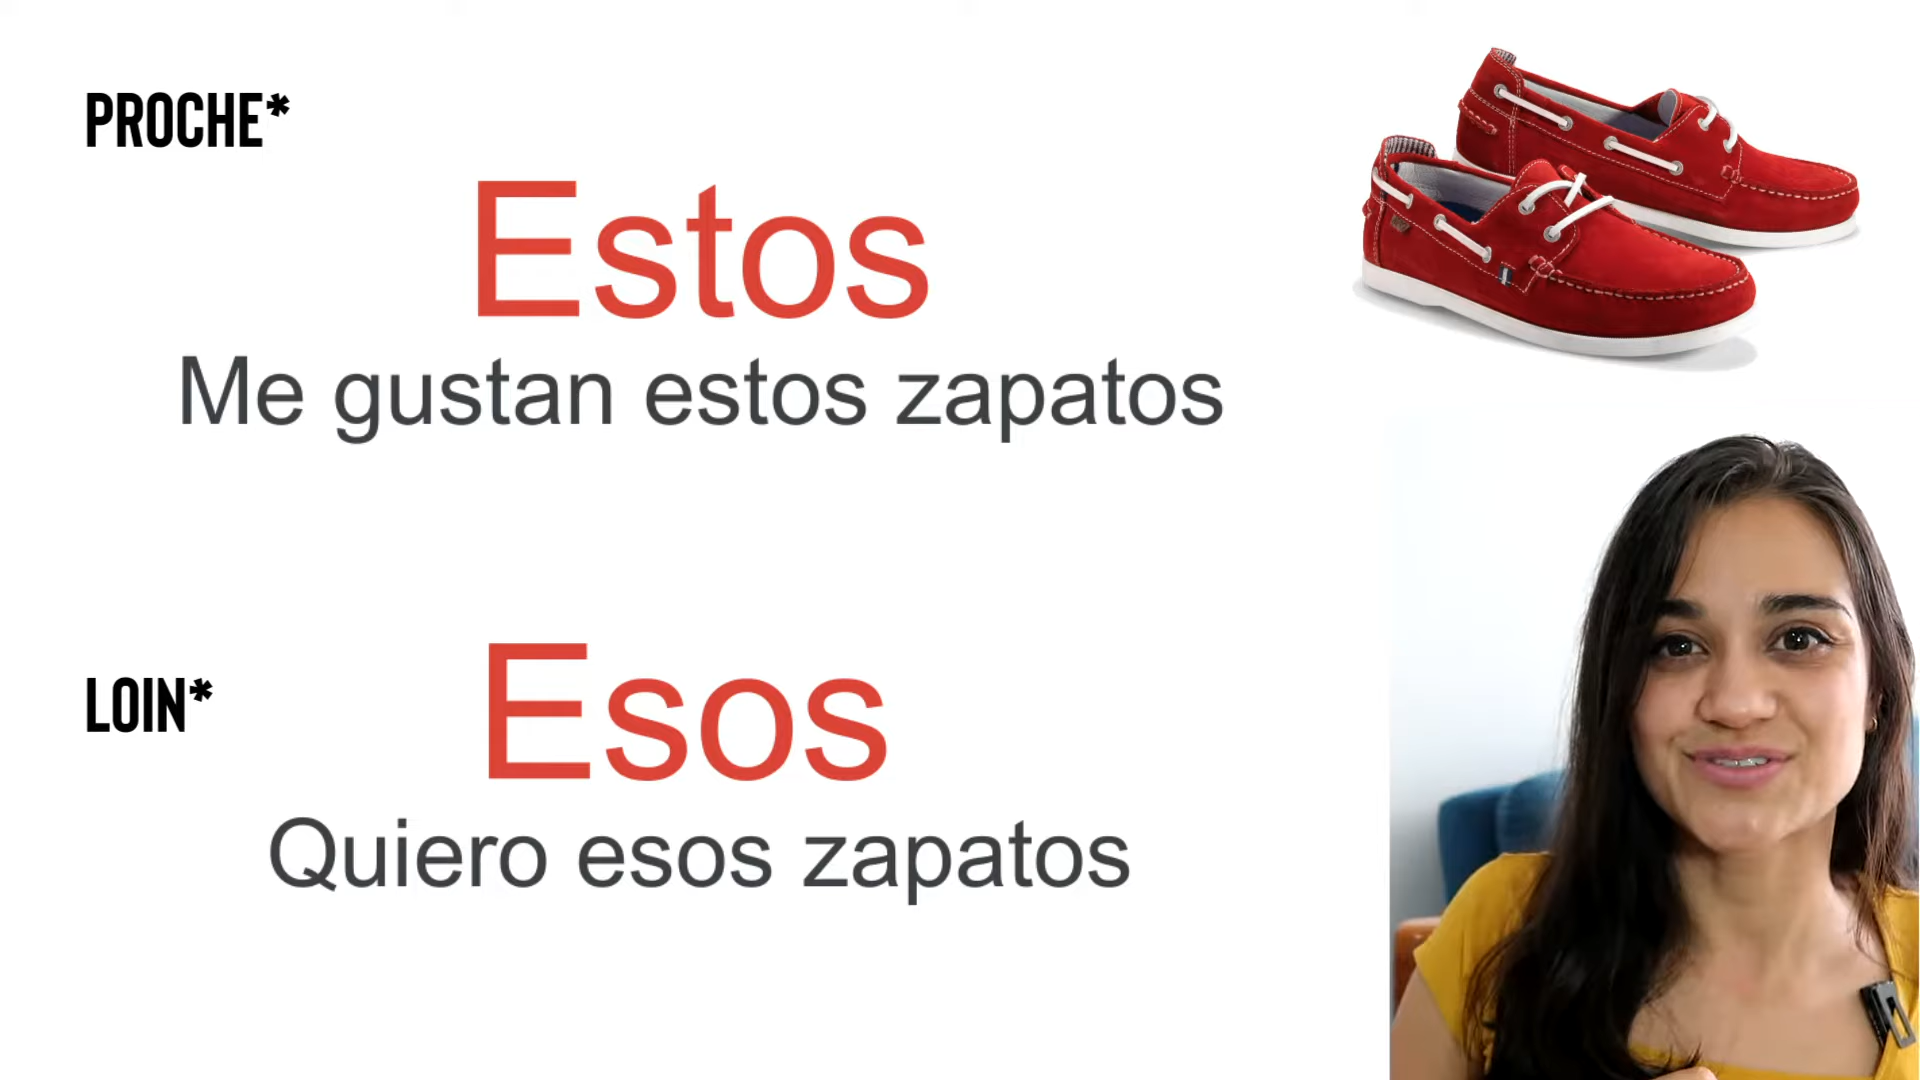 PROCHE*
Estos
Me gustan estos zapatos
LOIN*
Esos
Quiero esos zapatos